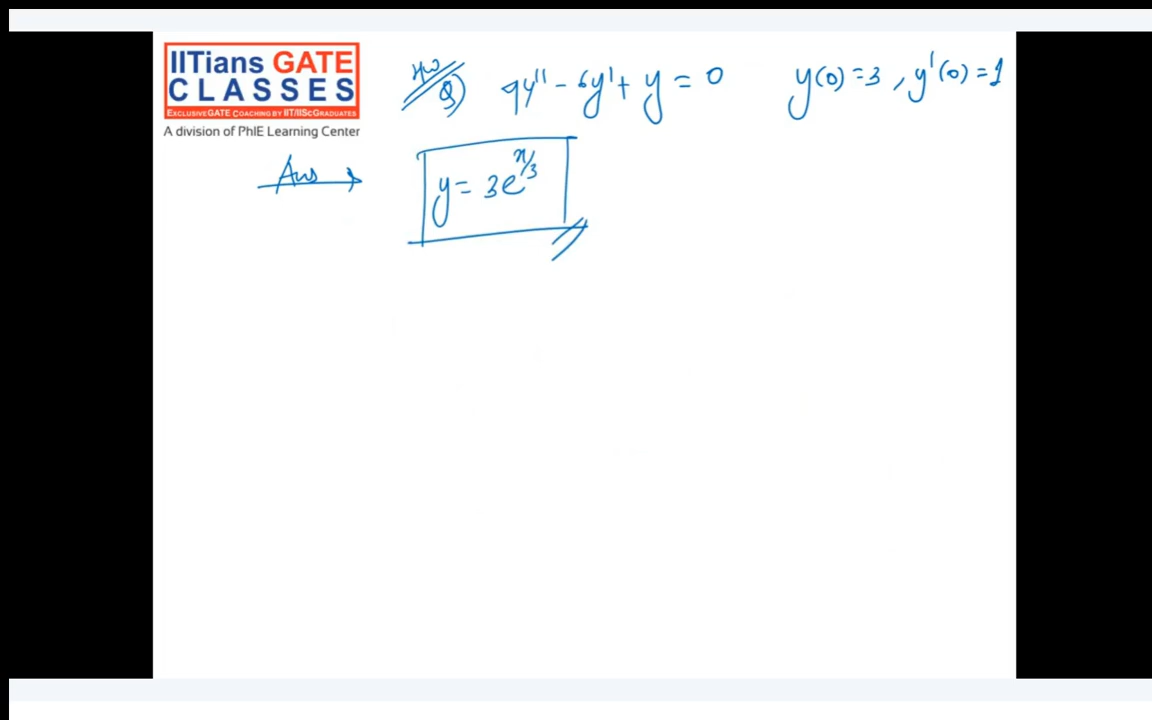 IITians GATE
CLASSES
EXCLUSIVE GATE COACHING BY IIT/IISC GRADUATES
A division of PhIE Learning Center
HW
Q) 9y'' - 6y' + y = 0 y(0) = 3 , y'(0) = 1
Ans → y = 3e^{x/3}